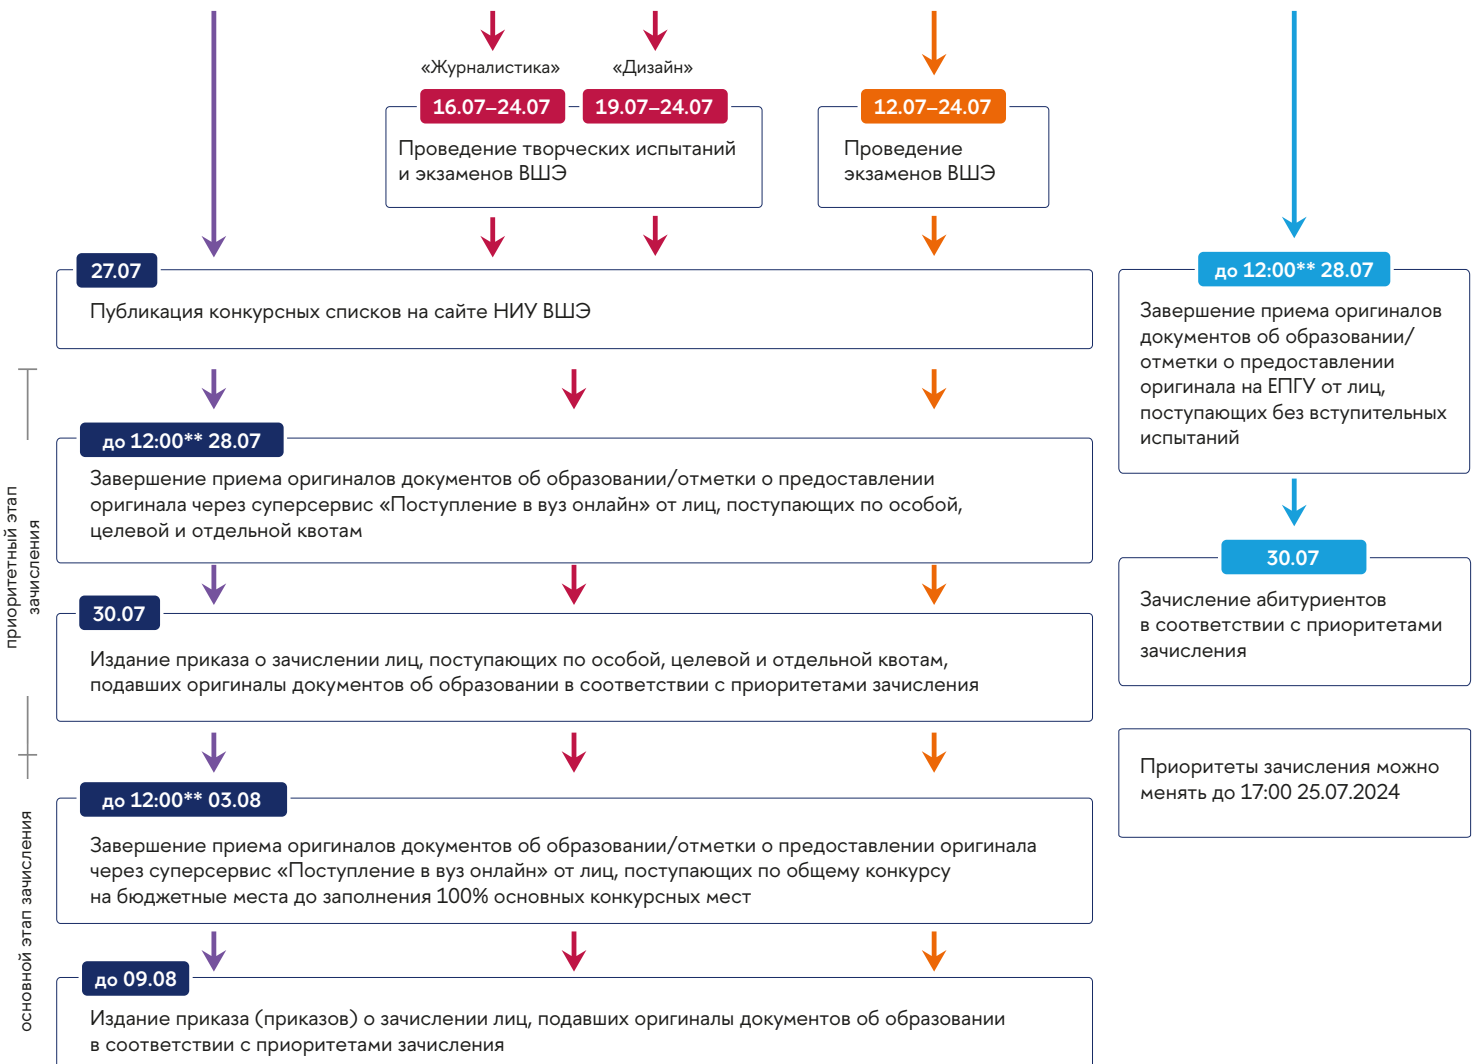 «Журналистика»
«Дизайн»
16.07–24.07
19.07–24.07
Проведение творческих испытаний
и экзаменов ВШЭ
12.07–24.07
Проведение
экзаменов ВШЭ
27.07
Публикация конкурсных списков на сайте НИУ ВШЭ
до 12:00** 28.07
Завершение приема оригиналов
документов об образовании/
отметки о предоставлении
оригинала на ЕПГУ от лиц,
поступающих без вступительных
испытаний
приоритетный этап
зачисления
до 12:00** 28.07
Завершение приема оригиналов документов об образовании/отметки о предоставлении
оригинала через суперсервис «Поступление в вуз онлайн» от лиц, поступающих по особой,
целевой и отдельной квотам
30.07
Издание приказа о зачислении лиц, поступающих по особой, целевой и отдельной квотам,
подавших оригиналы документов об образовании в соответствии с приоритетами зачисления
30.07
Зачисление абитуриентов
в соответствии с приоритетами
зачисления
Приоритеты зачисления можно
менять до 17:00 25.07.2024
основной этап зачисления
до 12:00** 03.08
Завершение приема оригиналов документов об образовании/отметки о предоставлении оригинала
через суперсервис «Поступление в вуз онлайн» от лиц, поступающих по общему конкурсу
на бюджетные места до заполнения 100% основных конкурсных мест
до 09.08
Издание приказа (приказов) о зачислении лиц, подавших оригиналы документов об образовании
в соответствии с приоритетами зачисления